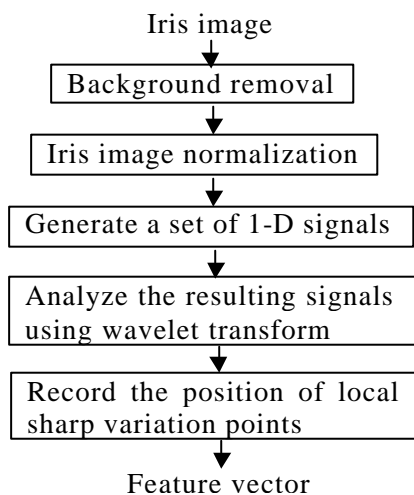 Iris image
Background removal
Iris image normalization
Generate a set of 1-D signals
Analyze the resulting signals
using wavelet transform
Record the position of local
sharp variation points
Feature vector